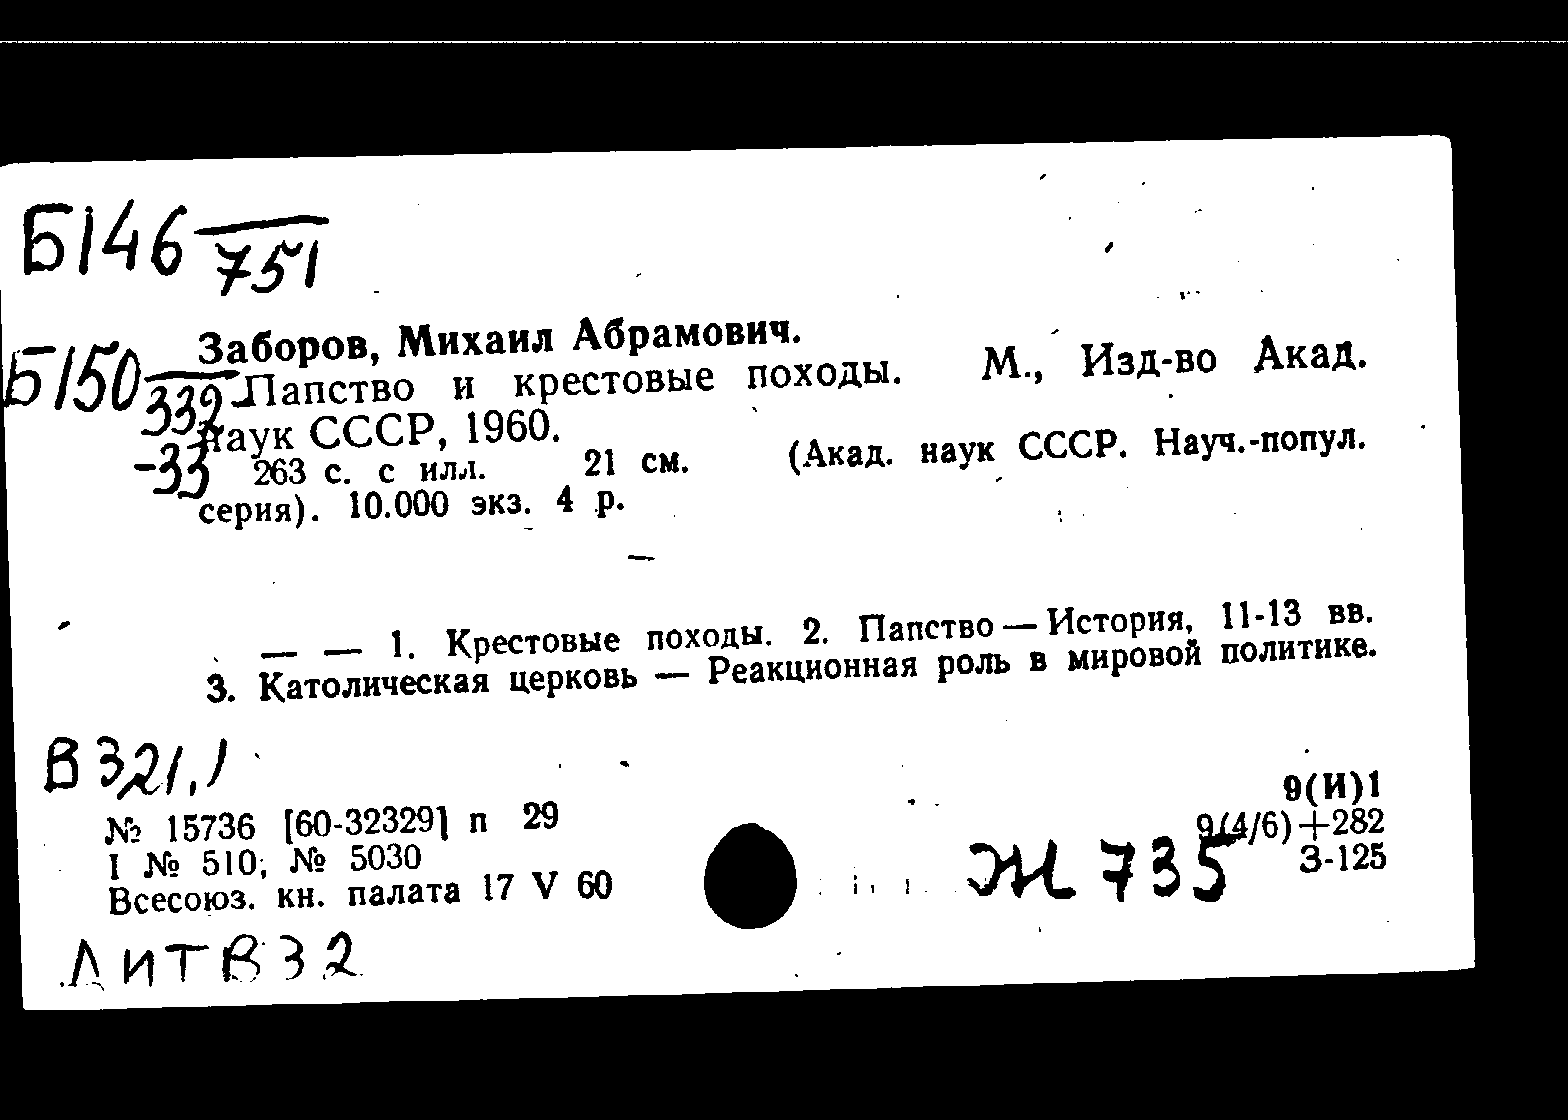 Б146
751
Заборов, Михаил Абрамович.
Б150
332
-33
Папство и крестовые походы. М., Изд-во Акад.
наук СССР, 1960.
263 с. с илл. 21 см. (Акад. наук СССР. Науч.-попул.
серия). 10.000 экз. 4 р.
— — 1. Крестовые походы. 2. Папство — История, 11-13 вв.
3. Католическая церковь — Реакционная роль в мировой политике.
В 321.1
9(И)1
№ 15736 [60-32329] п 29
9(4/6)+282
I № 510; № 5030
З-125
Ж 735
Всесоюз. кн. палата 17 V 60
ЛИТ В32